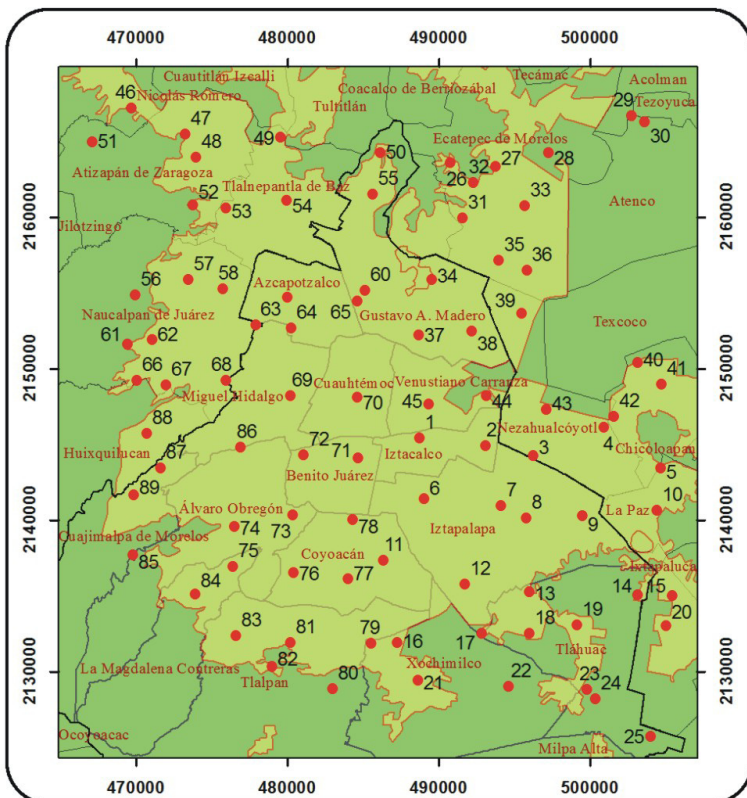 470000 480000 490000 500000
Cuautitlán Izcalli Tecámac
46 Coacalco de Berriozábal Acolman
Nicolás Romero Tultitlán 29 Tezoyuca
47 30
51 48 49 50 Ecatepec de Morelos
32 27 28
Atizapán de Zaragoza 55 26
Tlalnepantla de Baz 33
52 53 54 31 Atenco
2160000 2160000
Jilotzingo
35 36
57 58 60 34
56 Azcapotzalco
63 64 65 Gustavo A. Madero 39
Naucalpan de Juárez Texcoco
61 62 37 38
2150000 2150000
66 67 68 40 41
69 Cuauhtémoc Venustiano Carranza
Miguel Hidalgo 70 45 44 43 42
88 1 Nezahualcóyotl
86 72 71 2 3 4
Huixquilucan Iztacalco Chicoloapan
87 Benito Juárez 5
89 6 7 8 10
Álvaro Obregón La Paz
2140000 2140000
Cuajimalpa de Morelos 74 73 78 Iztapalapa 9
85 75 Coyoacán 11 Ixtapaluca
84 76 77 12 13 14 15
83 81 79 16 17 18 19 20
Xochimilco Tláhuac
2130000 2130000
La Magdalena Contreras 82
Tlalpan 80 21 22 23 24
Ocoyoacac 25
Milpa Alta
470000 480000 490000 500000